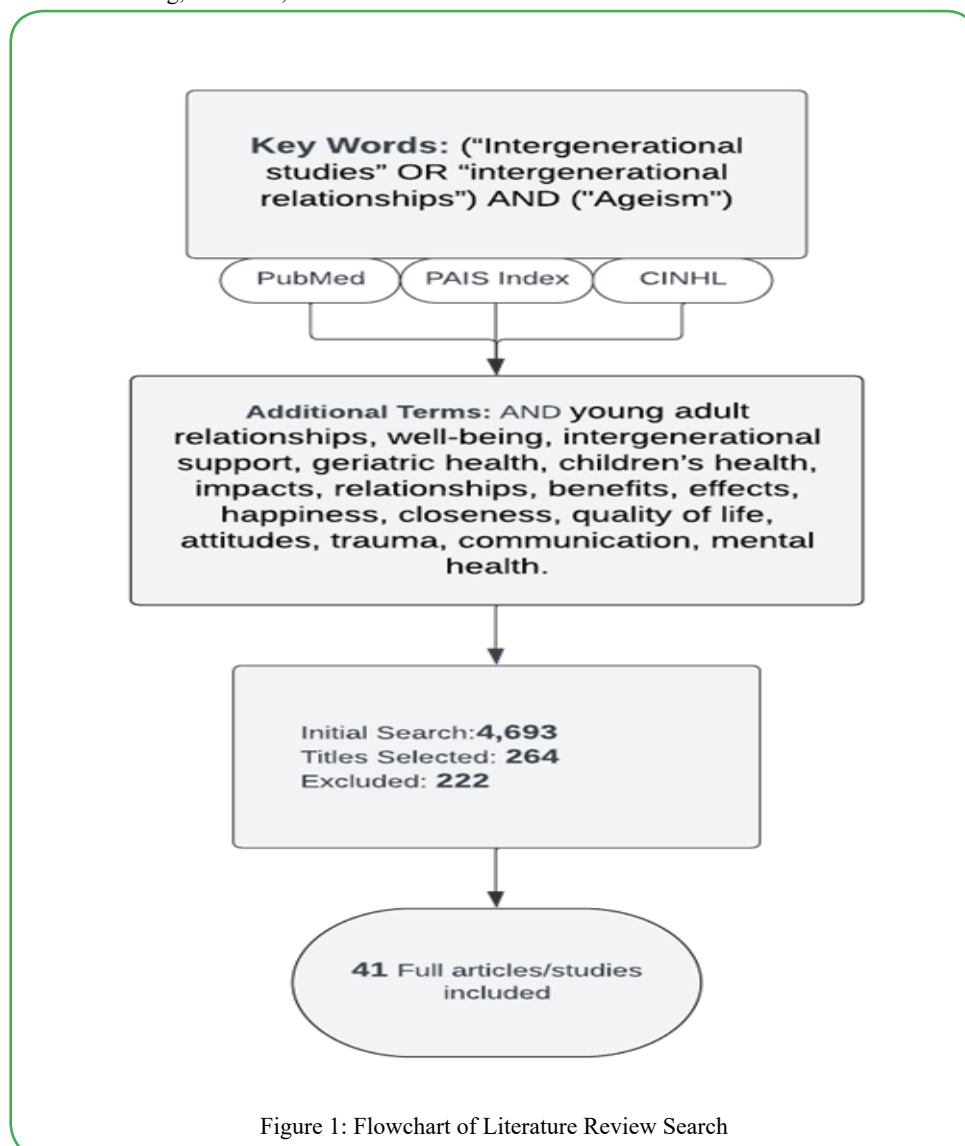 Key Words: (“Intergenerational
studies” OR “intergenerational
relationships”) AND ("Ageism")
PubMed
PAIS Index
CINHL
Additional Terms: AND young adult
relationships, well-being, intergenerational
support, geriatric health, children’s health,
impacts, relationships, benefits, effects,
happiness, closeness, quality of life,
attitudes, trauma, communication, mental
health.
Initial Search:4,693
Titles Selected: 264
Excluded: 222
41 Full articles/studies
included
Figure 1: Flowchart of Literature Review Search